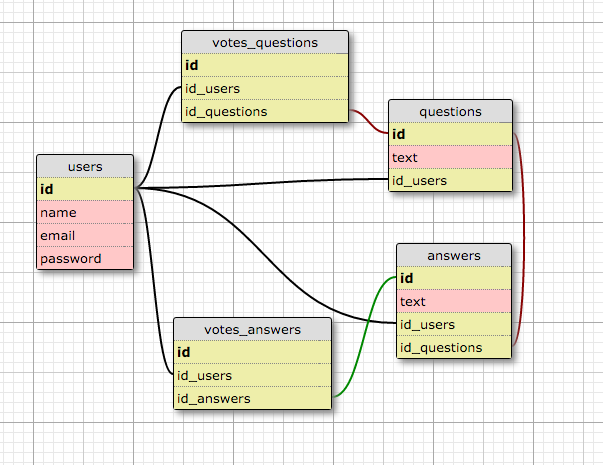 votes_questions
id
id_users
id_questions
questions
id
text
id_users
users
id
name
email
password
answers
id
text
id_users
id_questions
votes_answers
id
id_users
id_answers